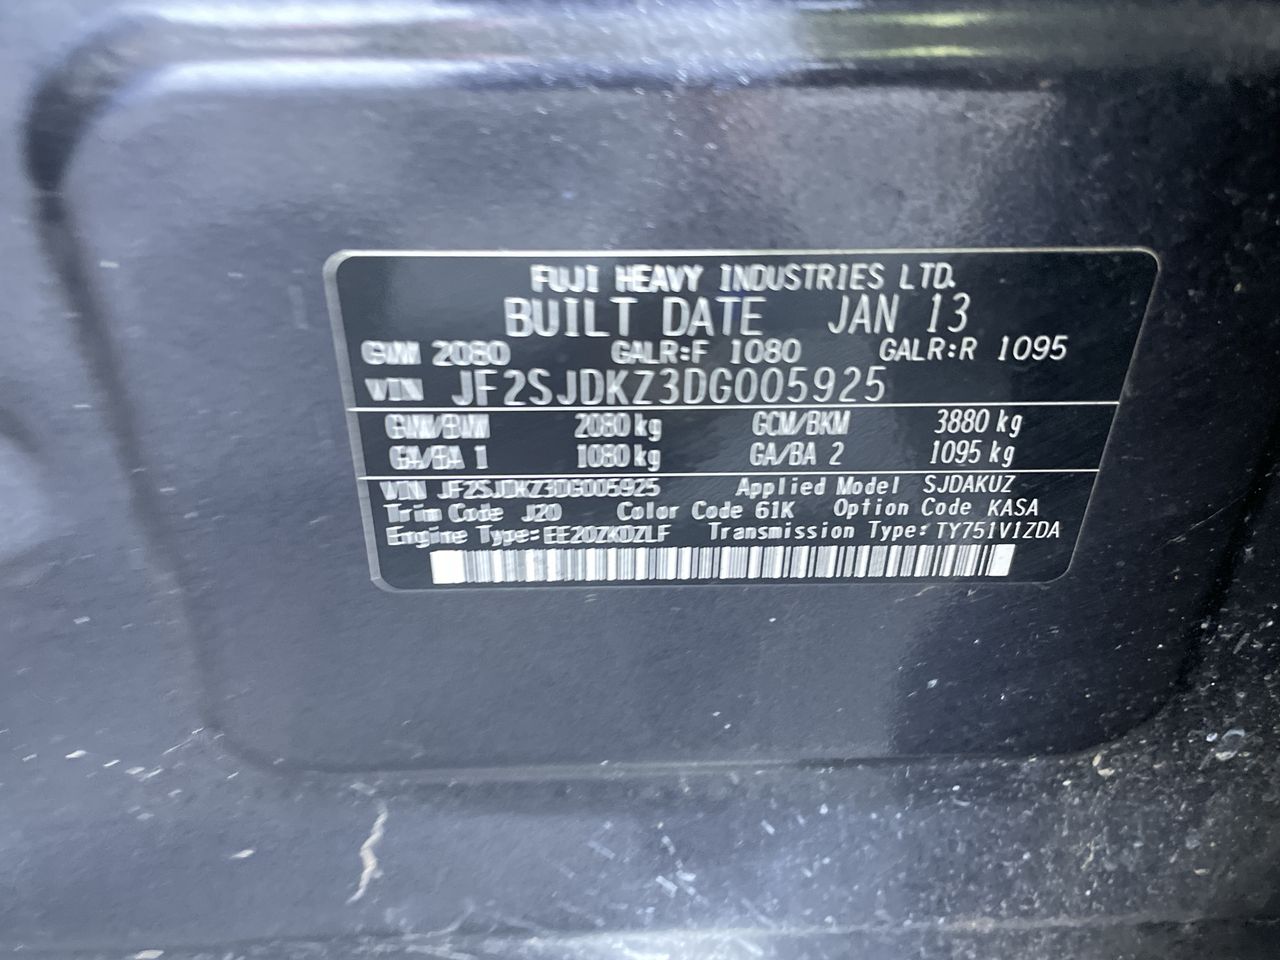 FUJI HEAVY INDUSTRIES LTD.
BUILT DATE JAN 13
GVM 2080 GALR:F 1080 GALR:R 1095
VIN JF2SJDKZ3DG005925
GVM/BVM 2080 kg GCM/BKM 3880 kg
GA/BA 1 1080 kg GA/BA 2 1095 kg
VIN JF2SJDKZ3DG005925 Applied Model SJDAKUZ
Trim Code J20 Color Code 61K Option Code KASA
Engine Type:EE20ZKDZLF Transmission Type:TY751V1ZDA